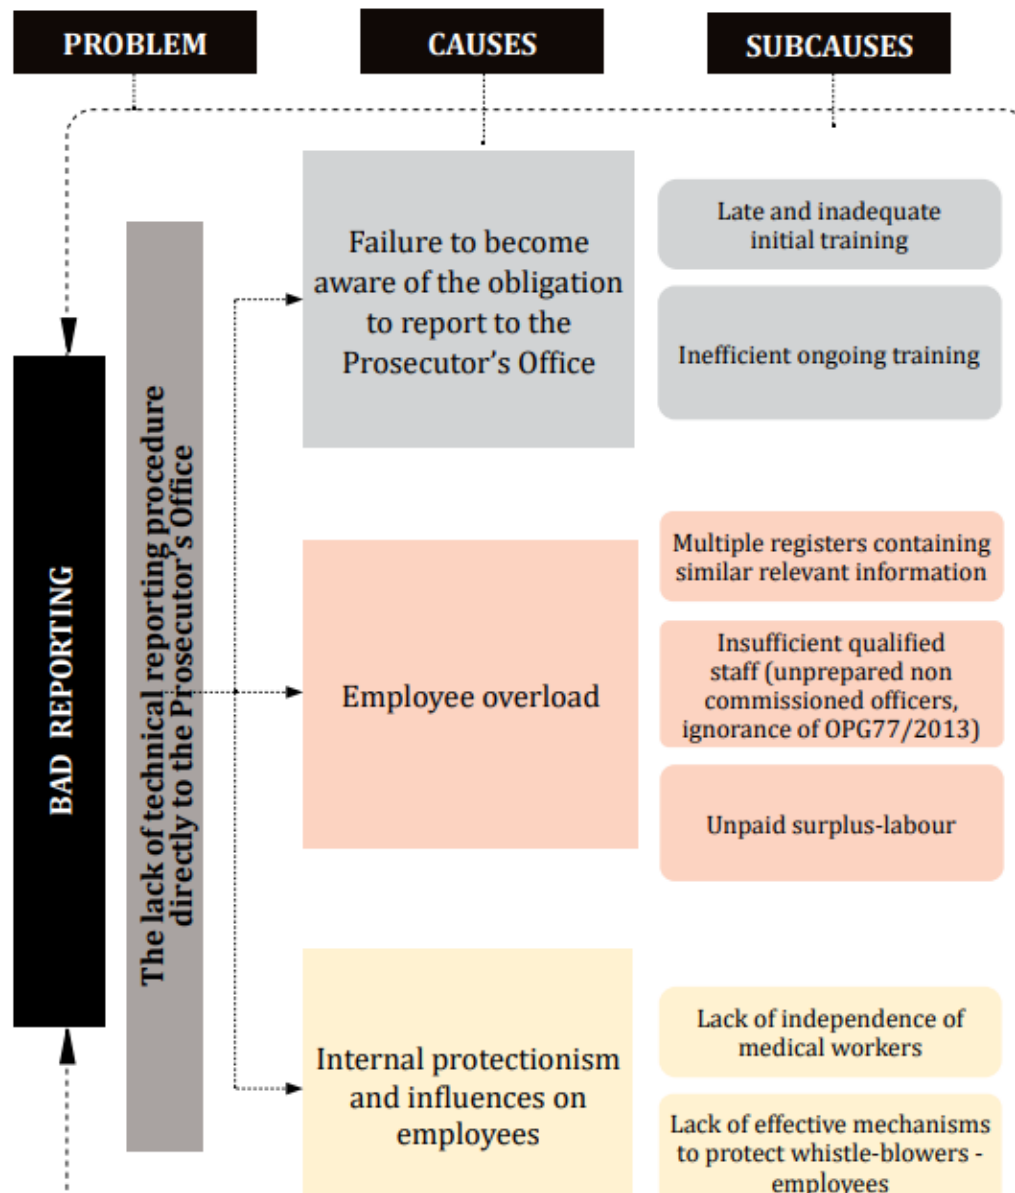 PROBLEM
CAUSES
SUBCAUSES
BAD REPORTING
The lack of technical reporting procedure
directly to the Prosecutor's Office
Failure to become
aware of the obligation
to report to the
Prosecutor's Office
Late and inadequate
initial training
Inefficient ongoing training
Employee overload
Multiple registers containing
similar relevant information
Insufficient qualified
staff (unprepared non
commissioned officers,
ignorance of OPG77/2013)
Unpaid surplus-labour
Internal protectionism
and influences on
employees
Lack of independence of
medical workers
Lack of effective mechanisms
to protect whistle-blowers -
employees